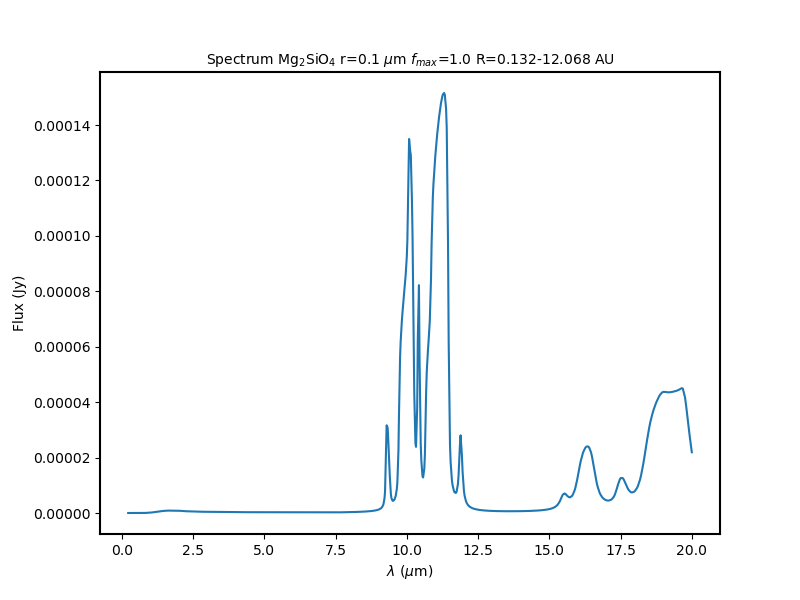 Spectrum Mg₂SiO₄ r=0.1 μm f_max=1.0 R=0.132-12.068 AU
Flux (Jy)
0.00014
0.00012
0.00010
0.00008
0.00006
0.00004
0.00002
0.00000
0.0 2.5 5.0 7.5 10.0 12.5 15.0 17.5 20.0
λ (μm)